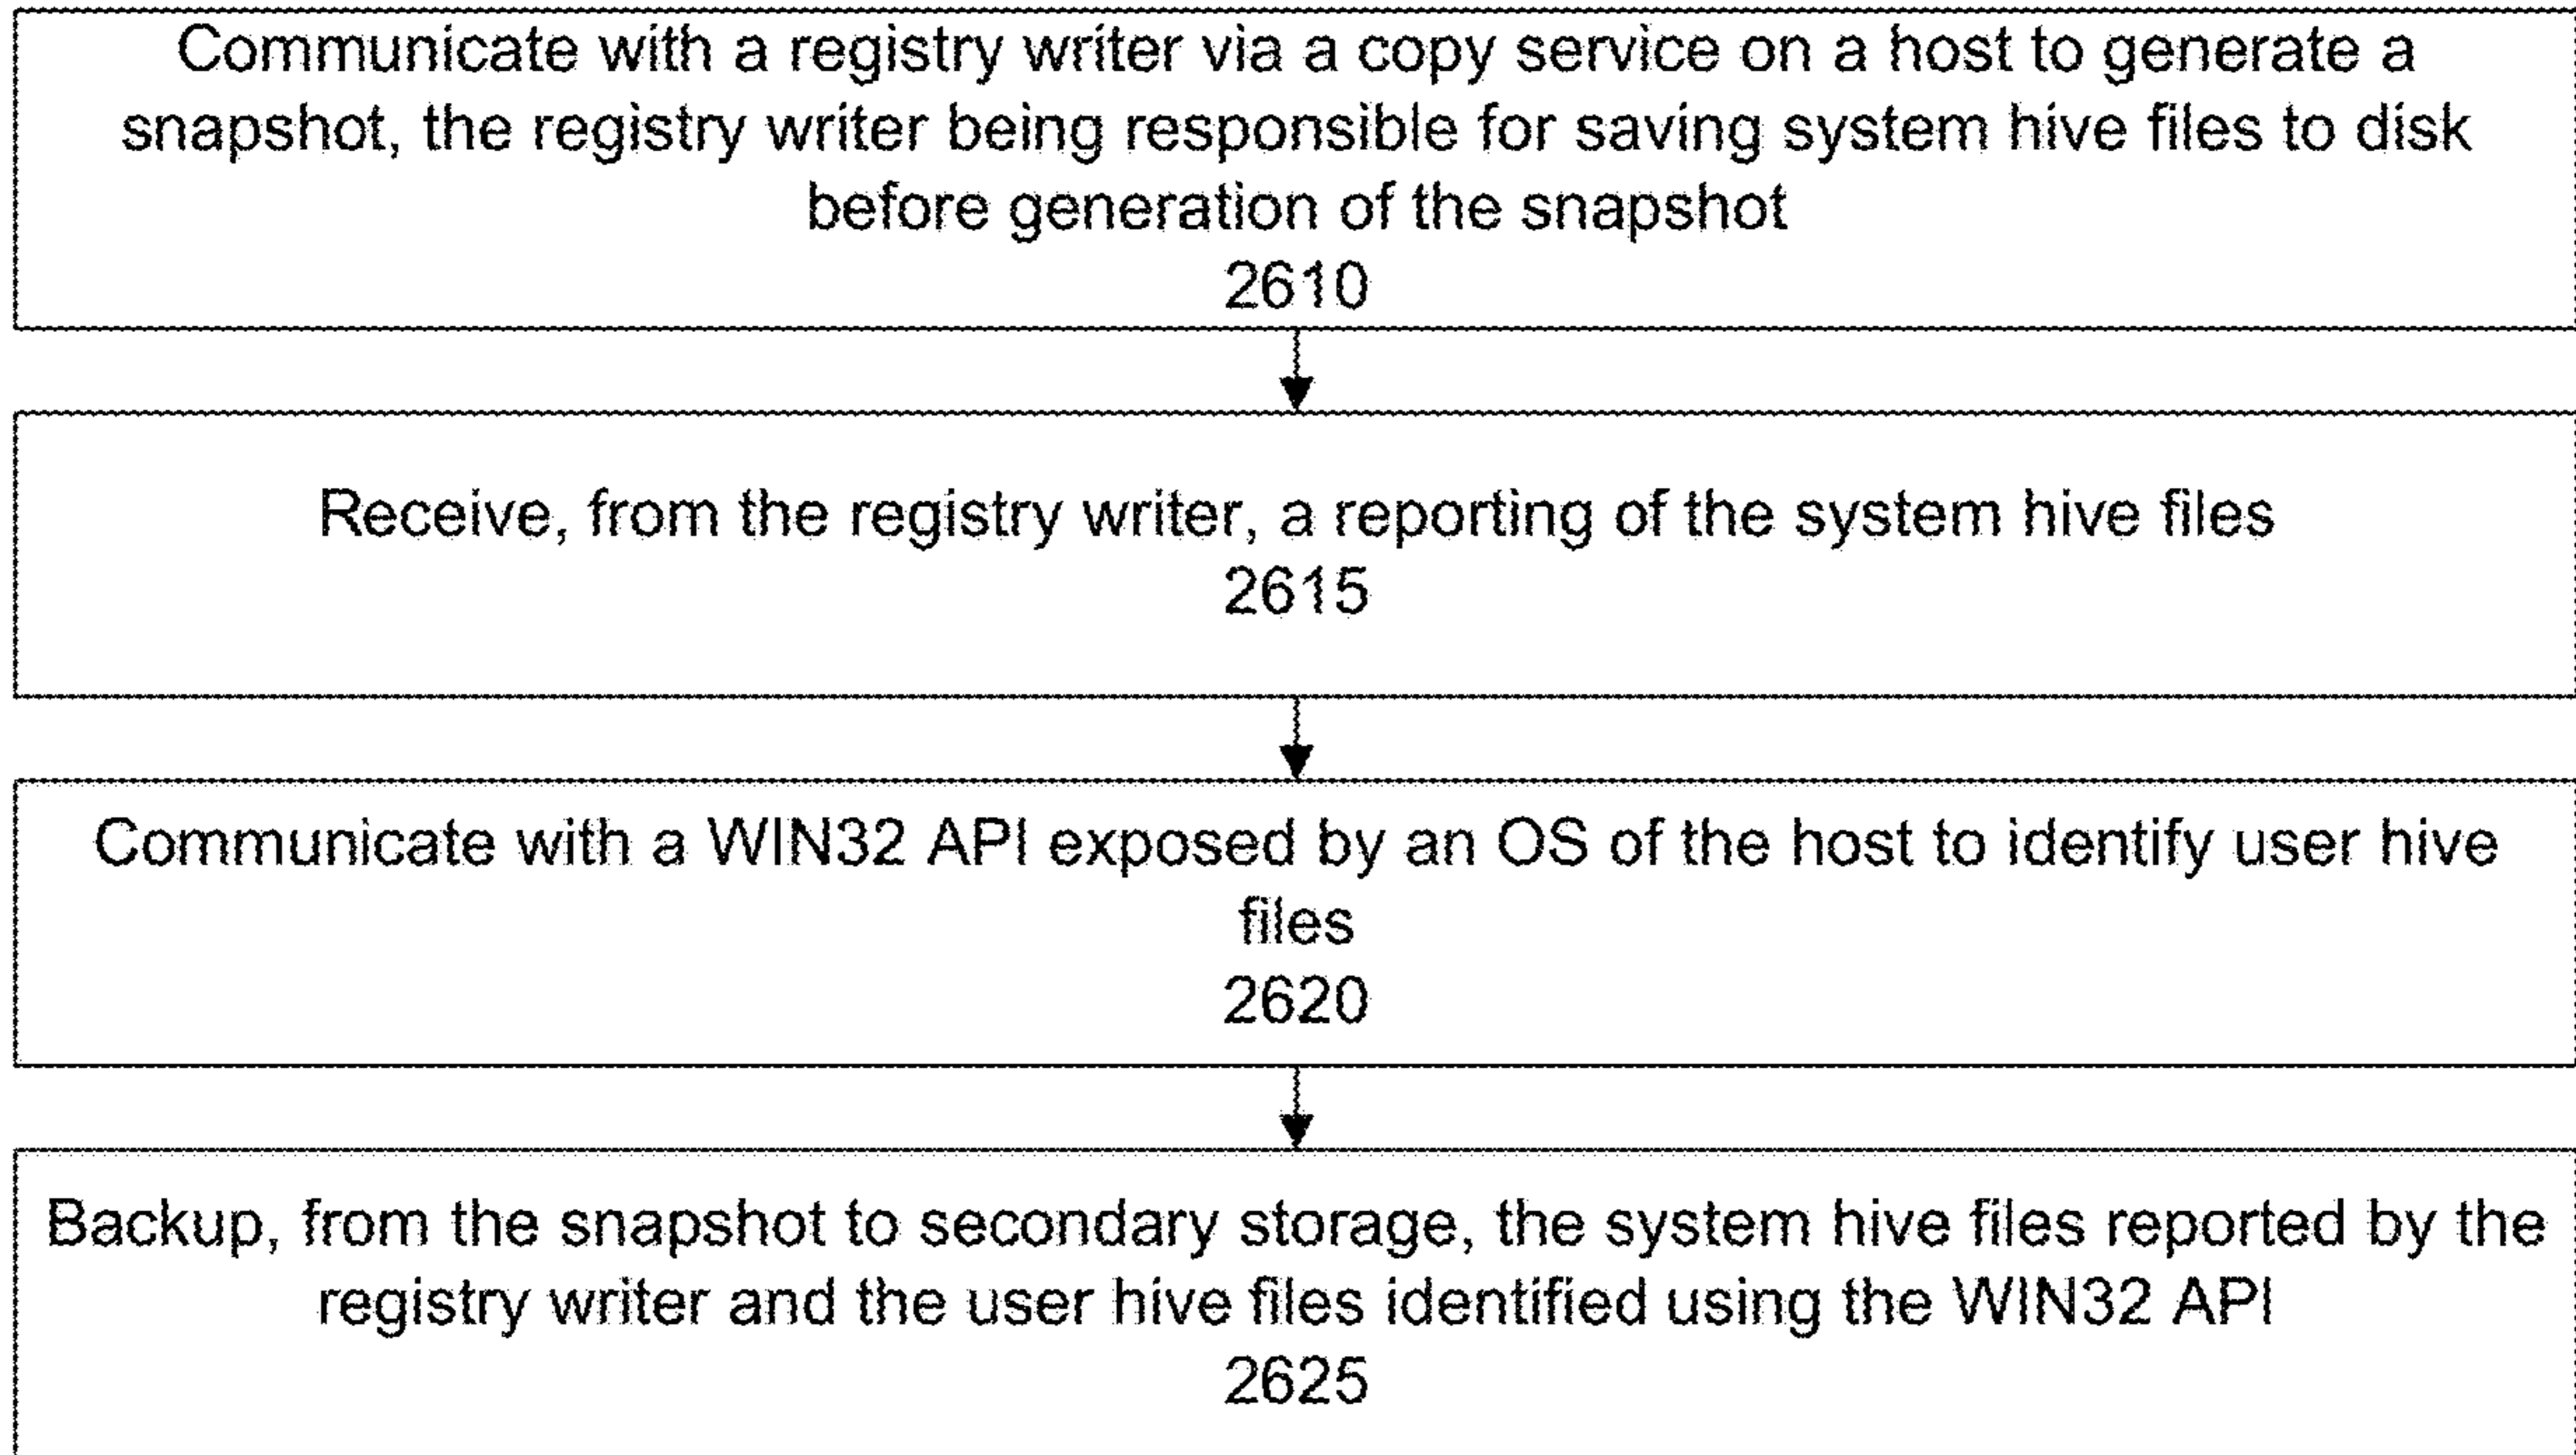 Communicate with a registry writer via a copy service on a host to generate a
snapshot, the registry writer being responsible for saving system hive files to disk
before generation of the snapshot
2610
Receive, from the registry writer, a reporting of the system hive files
2615
Communicate with a WIN32 API exposed by an OS of the host to identify user hive
files
2620
Backup, from the snapshot to secondary storage, the system hive files reported by the
registry writer and the user hive files identified using the WIN32 API
2625